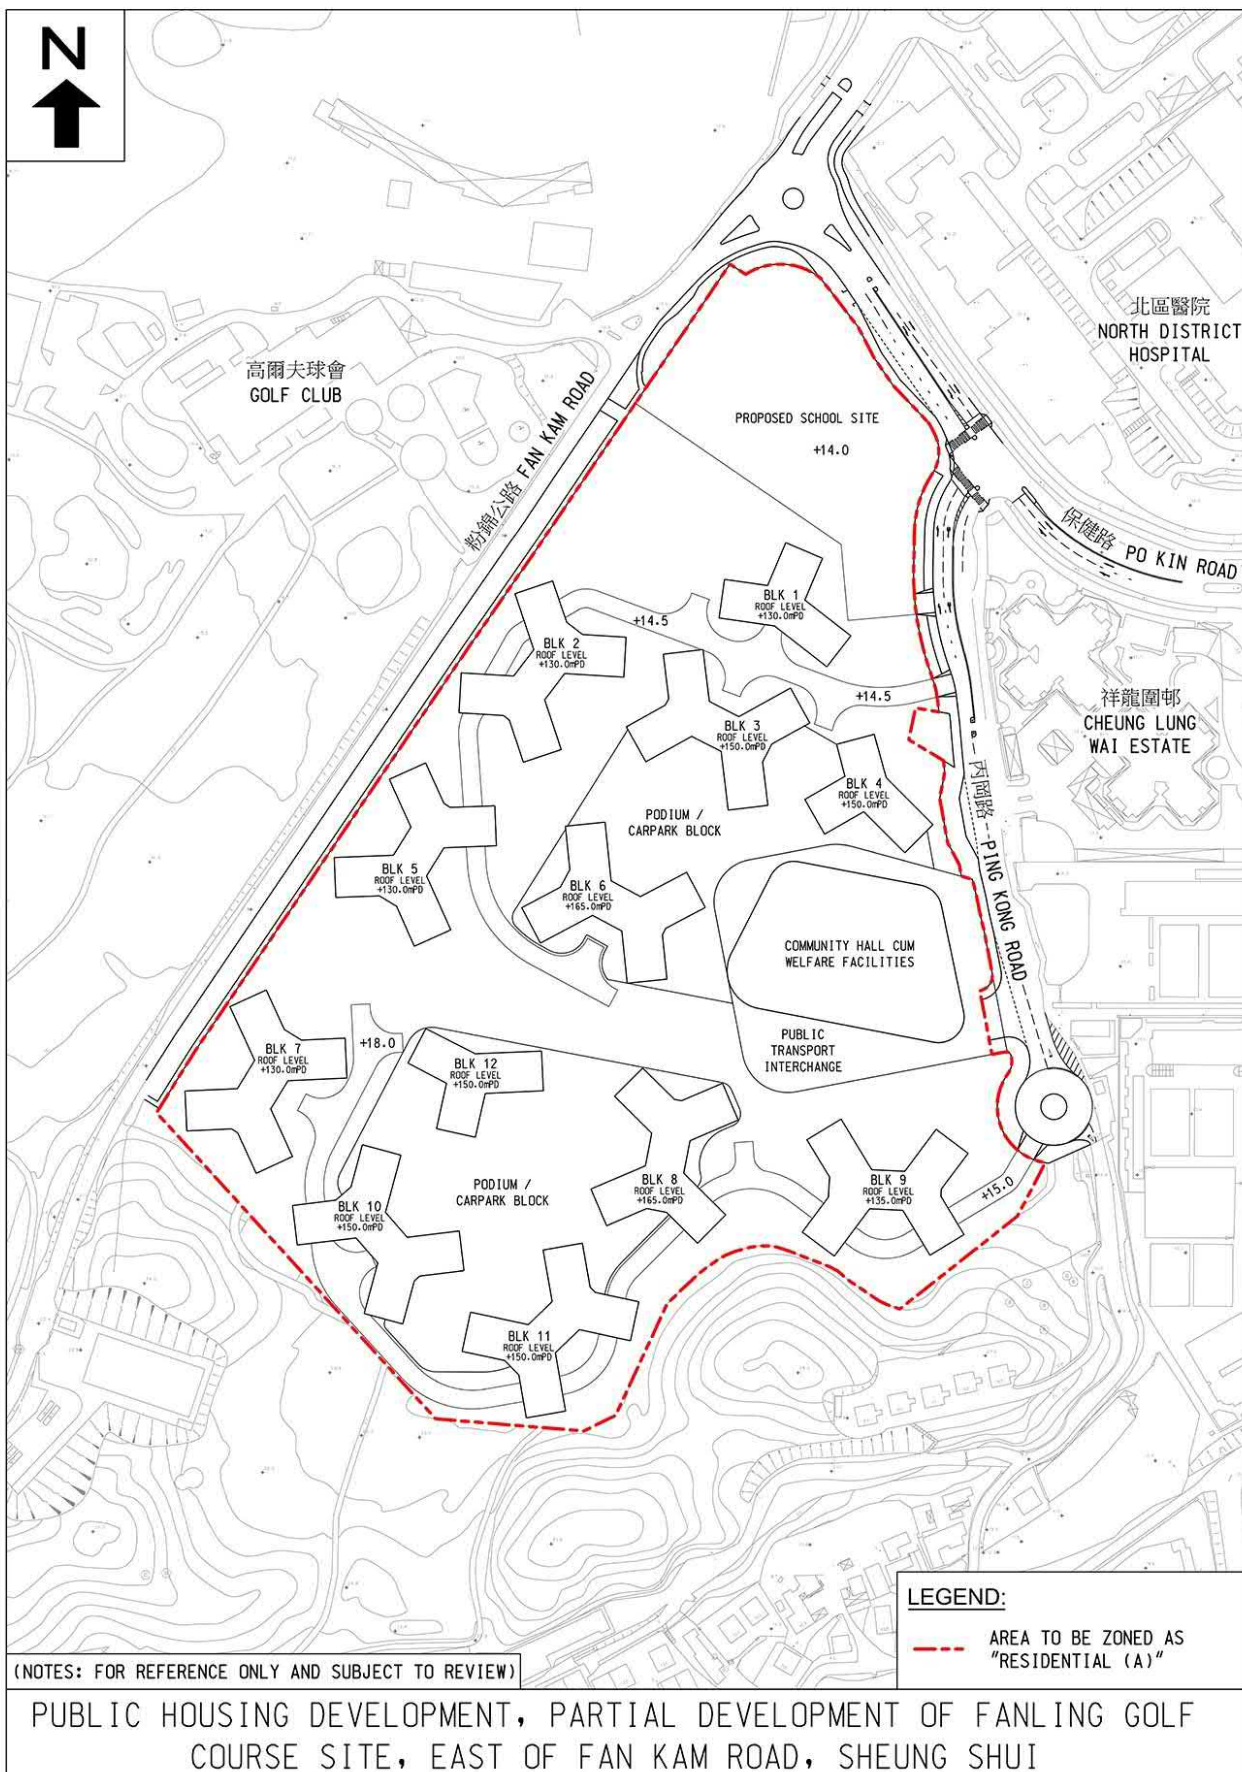 N
北區醫院
NORTH DISTRICT
HOSPITAL
高爾夫球會
GOLF CLUB
粉錦公路 FAN KAM ROAD
PROPOSED SCHOOL SITE
+14.0
保健路 PO KIN ROAD
BLK 1
ROOF LEVEL
+130.0mPD
+14.5
BLK 2
ROOF LEVEL
+130.0mPD
+14.5
祥龍圍邨
CHEUNG LUNG
WAI ESTATE
BLK 3
ROOF LEVEL
+150.0mPD
BLK 4
ROOF LEVEL
+150.0mPD
丙岡路 PING KONG ROAD
PODIUM /
CARPARK BLOCK
BLK 5
ROOF LEVEL
+130.0mPD
BLK 6
ROOF LEVEL
+165.0mPD
COMMUNITY HALL CUM
WELFARE FACILITIES
PUBLIC
TRANSPORT
INTERCHANGE
BLK 7
ROOF LEVEL
+130.0mPD
+18.0
BLK 12
ROOF LEVEL
+150.0mPD
PODIUM /
CARPARK BLOCK
BLK 8
ROOF LEVEL
+165.0mPD
BLK 9
ROOF LEVEL
+135.0mPD
+15.0
BLK 10
ROOF LEVEL
+150.0mPD
BLK 11
ROOF LEVEL
+150.0mPD
LEGEND:
AREA TO BE ZONED AS
"RESIDENTIAL (A)"
(NOTES: FOR REFERENCE ONLY AND SUBJECT TO REVIEW)
PUBLIC HOUSING DEVELOPMENT, PARTIAL DEVELOPMENT OF FANLING GOLF
COURSE SITE, EAST OF FAN KAM ROAD, SHEUNG SHUI